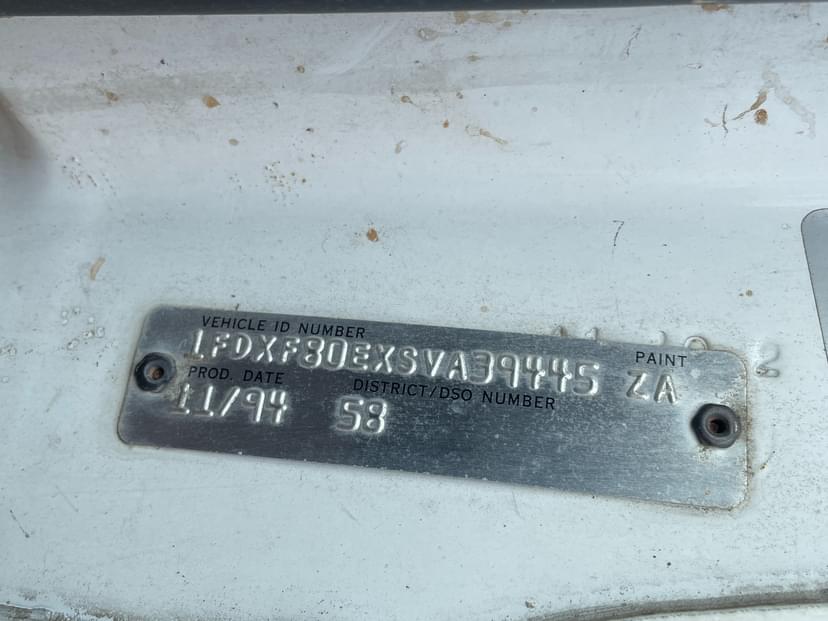 VEHICLE ID NUMBER PAINT
1FDXF80EXSVA39445 ZA
PROD. DATE DISTRICT/DSO NUMBER
11/94 58